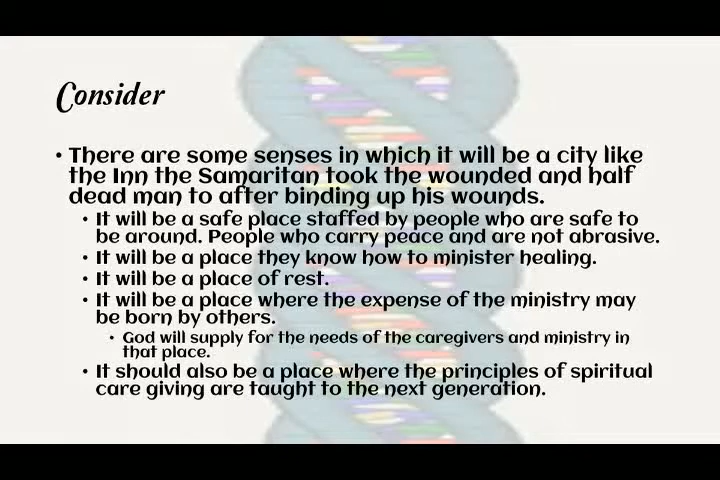 Consider
• There are some senses in which it will be a city like
the Inn the Samaritan took the wounded and half
dead man to after binding up his wounds.
• It will be a safe place staffed by people who are safe to
be around. People who carry peace and are not abrasive.
• It will be a place they know how to minister healing.
• It will be a place of rest.
• It will be a place where the expense of the ministry may
be born by others.
• God will supply for the needs of the caregivers and ministry in
that place.
• It should also be a place where the principles of spiritual
care giving are taught to the next generation.